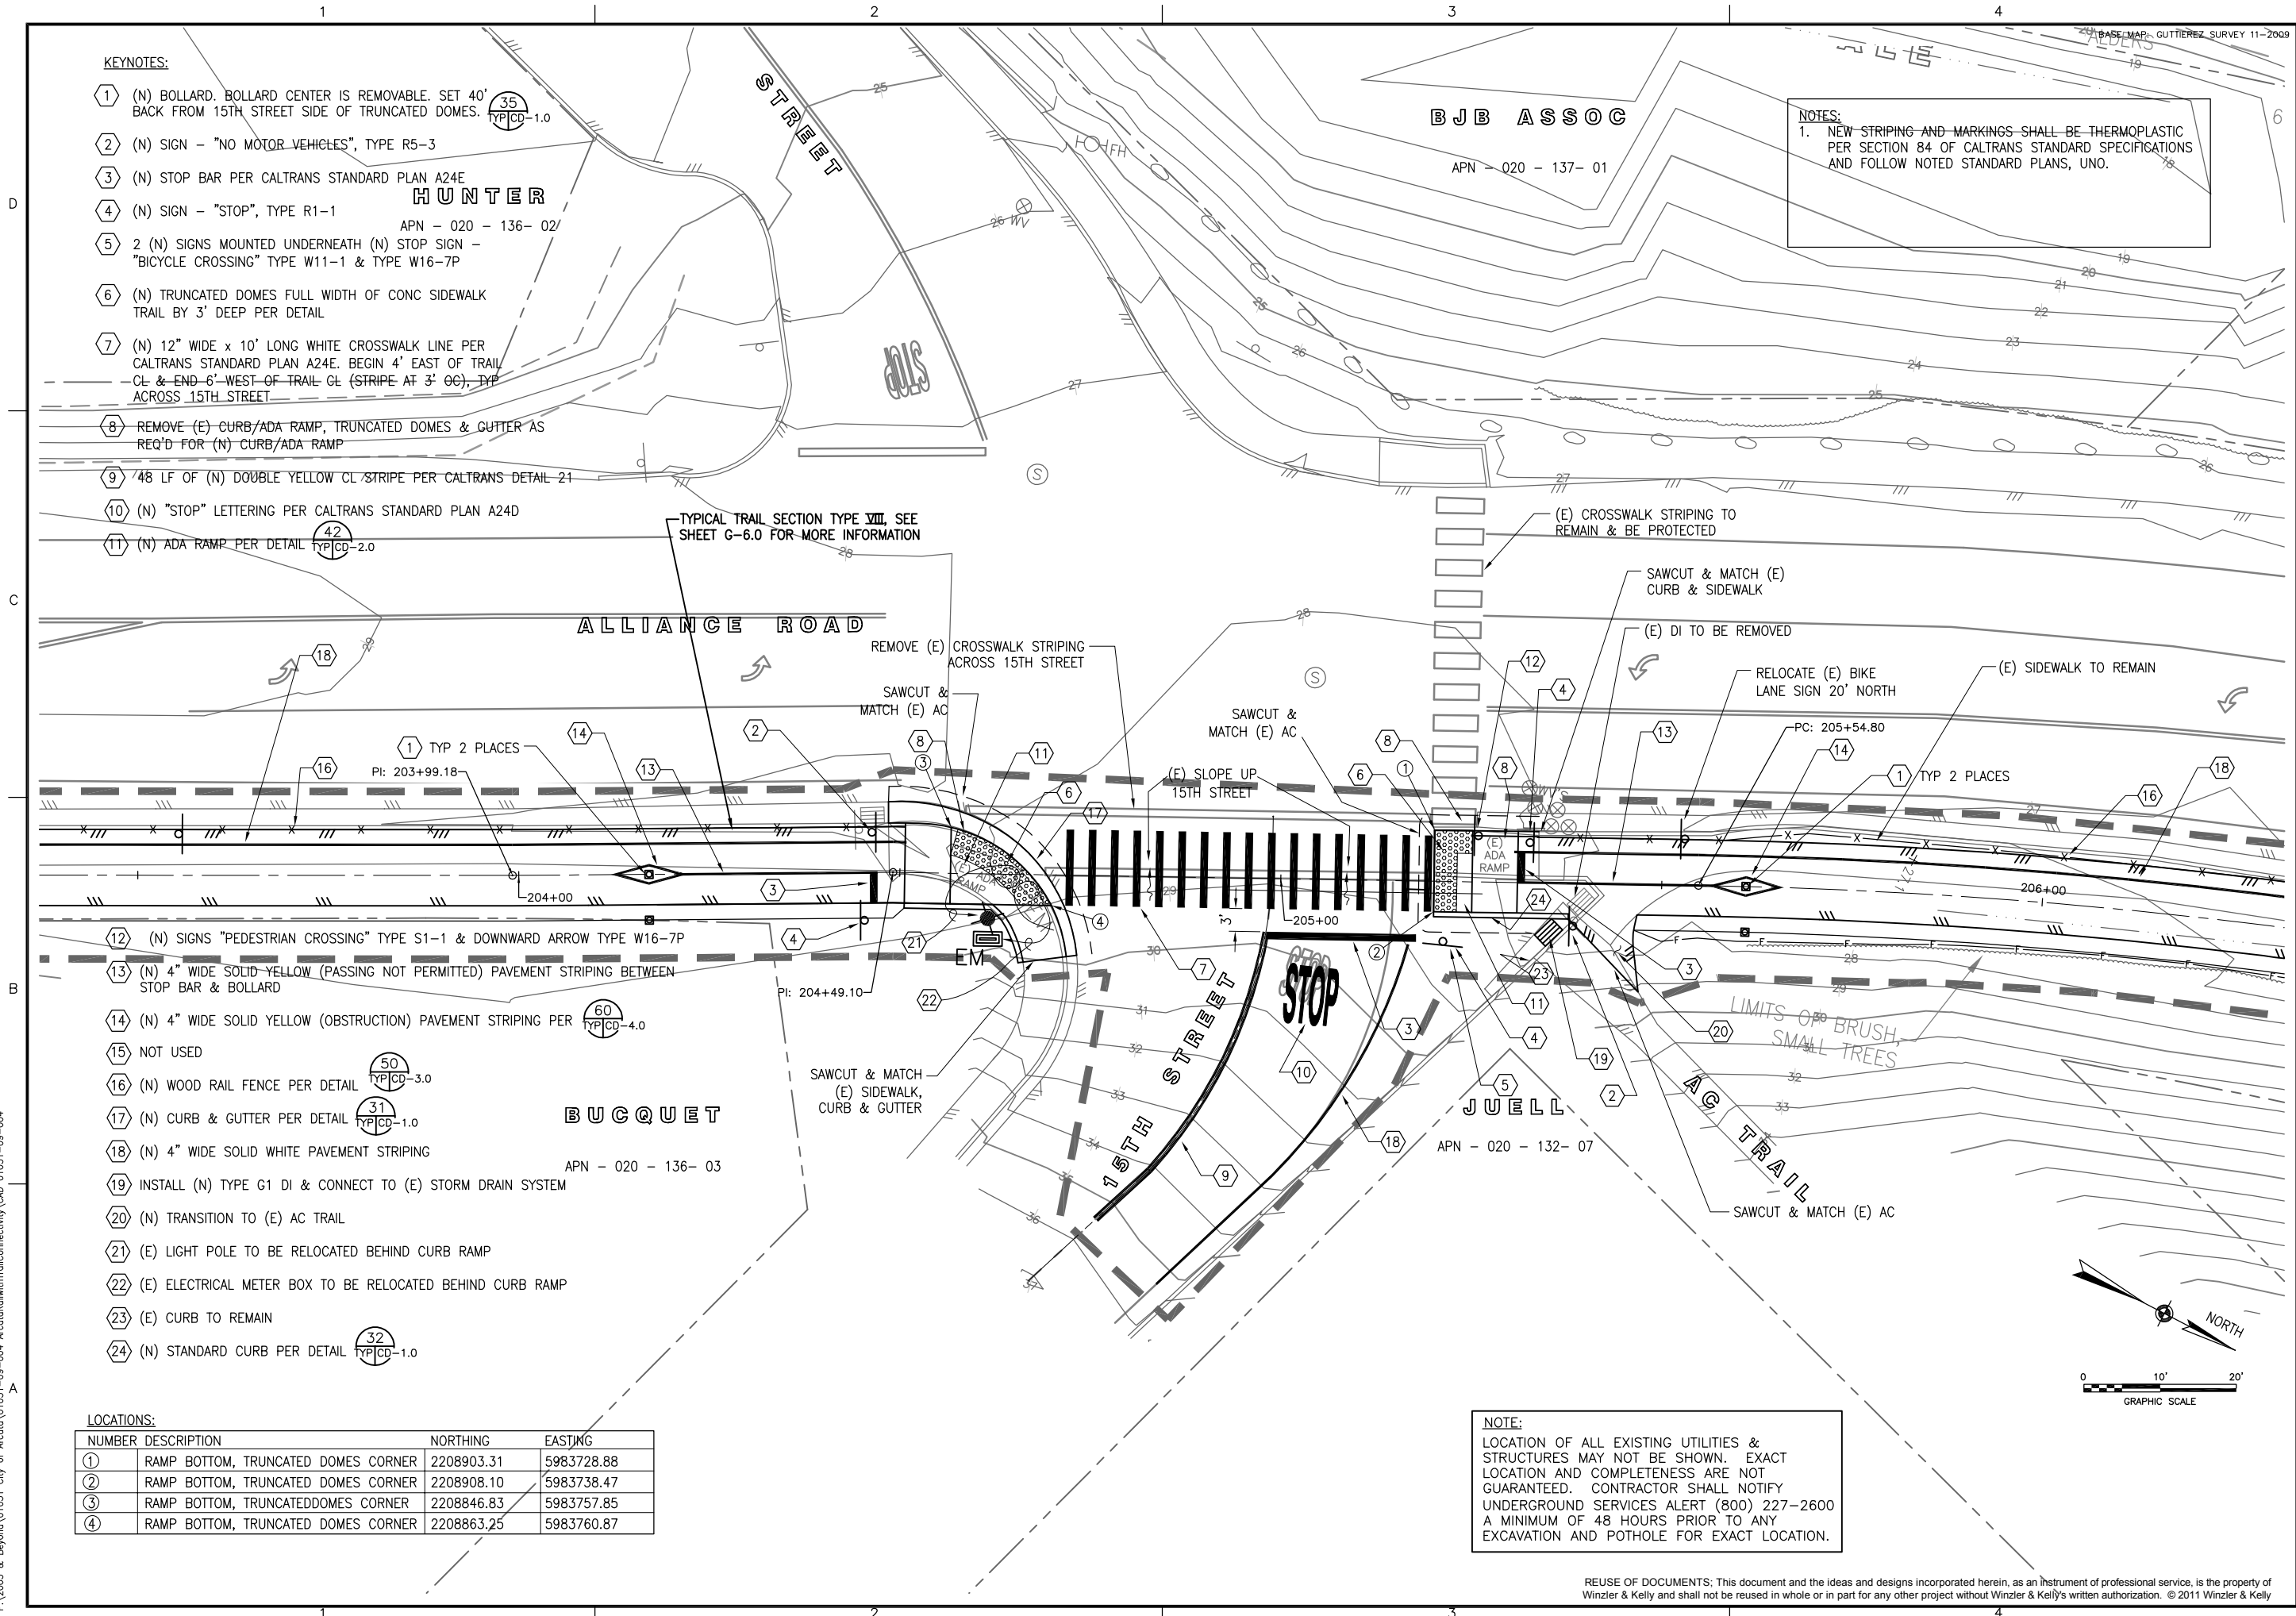 1
2
3
4
BASE MAP: GUTTIEREZ SURVEY 11-2009
KEYNOTES:
1 (N) BOLLARD. BOLLARD CENTER IS REMOVABLE. SET 40'
BACK FROM 15TH STREET SIDE OF TRUNCATED DOMES.
35
TYP CD-1.0
2 (N) SIGN - "NO MOTOR VEHICLES", TYPE R5-3
3 (N) STOP BAR PER CALTRANS STANDARD PLAN A24E
4 (N) SIGN - "STOP", TYPE R1-1
5 2 (N) SIGNS MOUNTED UNDERNEATH (N) STOP SIGN -
"BICYCLE CROSSING" TYPE W11-1 & TYPE W16-7P
6 (N) TRUNCATED DOMES FULL WIDTH OF CONC SIDEWALK
TRAIL BY 3' DEEP PER DETAIL
7 (N) 12" WIDE x 10' LONG WHITE CROSSWALK LINE PER
CALTRANS STANDARD PLAN A24E. BEGIN 4' EAST OF TRAIL
CL & END 6' WEST OF TRAIL CL (STRIPE AT 3' OC), TYP
ACROSS 15TH STREET
8 REMOVE (E) CURB/ADA RAMP, TRUNCATED DOMES & GUTTER AS
REQ'D FOR (N) CURB/ADA RAMP
9 48 LF OF (N) DOUBLE YELLOW CL STRIPE PER CALTRANS DETAIL 21
10 (N) "STOP" LETTERING PER CALTRANS STANDARD PLAN A24D
11 (N) ADA RAMP PER DETAIL
42
TYP CD-2.0
HUNTER
APN - 020 - 136- 02
STREET
STOP
FH
WV
BJB ASSOC
APN - 020 - 137- 01
ALDERS
NOTES:
1. NEW STRIPING AND MARKINGS SHALL BE THERMOPLASTIC
PER SECTION 84 OF CALTRANS STANDARD SPECIFICATIONS
AND FOLLOW NOTED STANDARD PLANS, UNO.
TYPICAL TRAIL SECTION TYPE VII, SEE
SHEET G-6.0 FOR MORE INFORMATION
(E) CROSSWALK STRIPING TO
REMAIN & BE PROTECTED
SAWCUT & MATCH (E)
CURB & SIDEWALK
(E) DI TO BE REMOVED
ALLIANCE ROAD
REMOVE (E) CROSSWALK STRIPING
ACROSS 15TH STREET
SAWCUT &
MATCH (E) AC
SAWCUT &
MATCH (E) AC
RELOCATE (E) BIKE
LANE SIGN 20' NORTH
(E) SIDEWALK TO REMAIN
PC: 205+54.80
1 TYP 2 PLACES
PI: 203+99.18
(E) SLOPE UP
15TH STREET
1 TYP 2 PLACES
(E) ADA
RAMP
(E)
ADA
RAMP
204+00
205+00
206+00
3'
EM
PI: 204+49.10
12 (N) SIGNS "PEDESTRIAN CROSSING" TYPE S1-1 & DOWNWARD ARROW TYPE W16-7P
13 (N) 4" WIDE SOLID YELLOW (PASSING NOT PERMITTED) PAVEMENT STRIPING BETWEEN
STOP BAR & BOLLARD
14 (N) 4" WIDE SOLID YELLOW (OBSTRUCTION) PAVEMENT STRIPING PER
60
TYP CD-4.0
15 NOT USED
16 (N) WOOD RAIL FENCE PER DETAIL
50
TYP CD-3.0
17 (N) CURB & GUTTER PER DETAIL
31
TYP CD-1.0
18 (N) 4" WIDE SOLID WHITE PAVEMENT STRIPING
19 INSTALL (N) TYPE G1 DI & CONNECT TO (E) STORM DRAIN SYSTEM
20 (N) TRANSITION TO (E) AC TRAIL
21 (E) LIGHT POLE TO BE RELOCATED BEHIND CURB RAMP
22 (E) ELECTRICAL METER BOX TO BE RELOCATED BEHIND CURB RAMP
23 (E) CURB TO REMAIN
24 (N) STANDARD CURB PER DETAIL
32
TYP CD-1.0
STOP
STOP
15TH STREET
SAWCUT & MATCH
(E) SIDEWALK,
CURB & GUTTER
BUCQUET
APN - 020 - 136- 03
JUELL
APN - 020 - 132- 07
LIMITS OF BRUSH,
SMALL TREES
AC TRAIL
SAWCUT & MATCH (E) AC
NORTH
0 10' 20'
GRAPHIC SCALE
LOCATIONS:
NUMBER DESCRIPTION NORTHING EASTING
1 RAMP BOTTOM, TRUNCATED DOMES CORNER 2208903.31 5983728.88
2 RAMP BOTTOM, TRUNCATED DOMES CORNER 2208908.10 5983738.47
3 RAMP BOTTOM, TRUNCATEDDOMES CORNER 2208846.83 5983757.85
4 RAMP BOTTOM, TRUNCATED DOMES CORNER 2208863.25 5983760.87
NOTE:
LOCATION OF ALL EXISTING UTILITIES &
STRUCTURES MAY NOT BE SHOWN. EXACT
LOCATION AND COMPLETENESS ARE NOT
GUARANTEED. CONTRACTOR SHALL NOTIFY
UNDERGROUND SERVICES ALERT (800) 227-2600
A MINIMUM OF 48 HOURS PRIOR TO ANY
EXCAVATION AND POTHOLE FOR EXACT LOCATION.
REUSE OF DOCUMENTS; This document and the ideas and designs incorporated herein, as an instrument of professional service, is the property of
Winzler & Kelly and shall not be reused in whole or in part for any other project without Winzler & Kelly's written authorization. © 2011 Winzler & Kelly
D
C
B
A
1
2
3
4